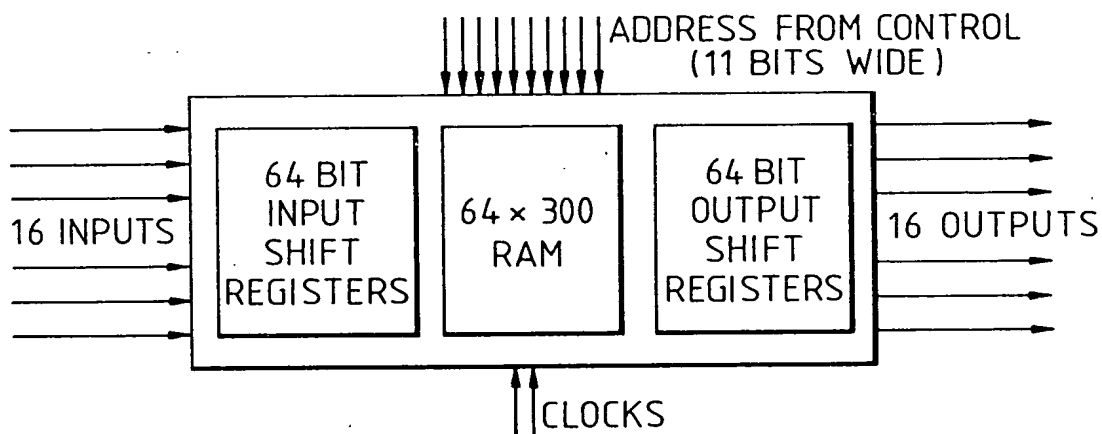 ADDRESS FROM CONTROL
(11 BITS WIDE)
16 INPUTS
64 BIT
INPUT
SHIFT
REGISTERS
64 × 300
RAM
64 BIT
OUTPUT
SHIFT
REGISTERS
16 OUTPUTS
CLOCKS